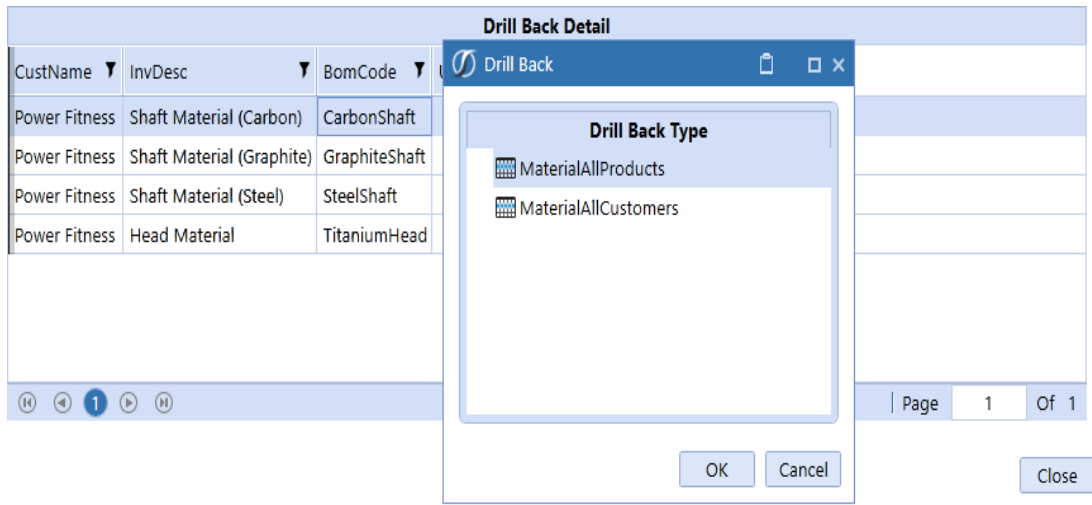 Drill Back Detail
CustName InvDesc BomCode
Power Fitness Shaft Material (Carbon) CarbonShaft
Power Fitness Shaft Material (Graphite) GraphiteShaft
Power Fitness Shaft Material (Steel) SteelShaft
Power Fitness Head Material TitaniumHead
1
Page 1 Of 1
Close
Drill Back
Drill Back Type
MaterialAllProducts
MaterialAllCustomers
OK Cancel